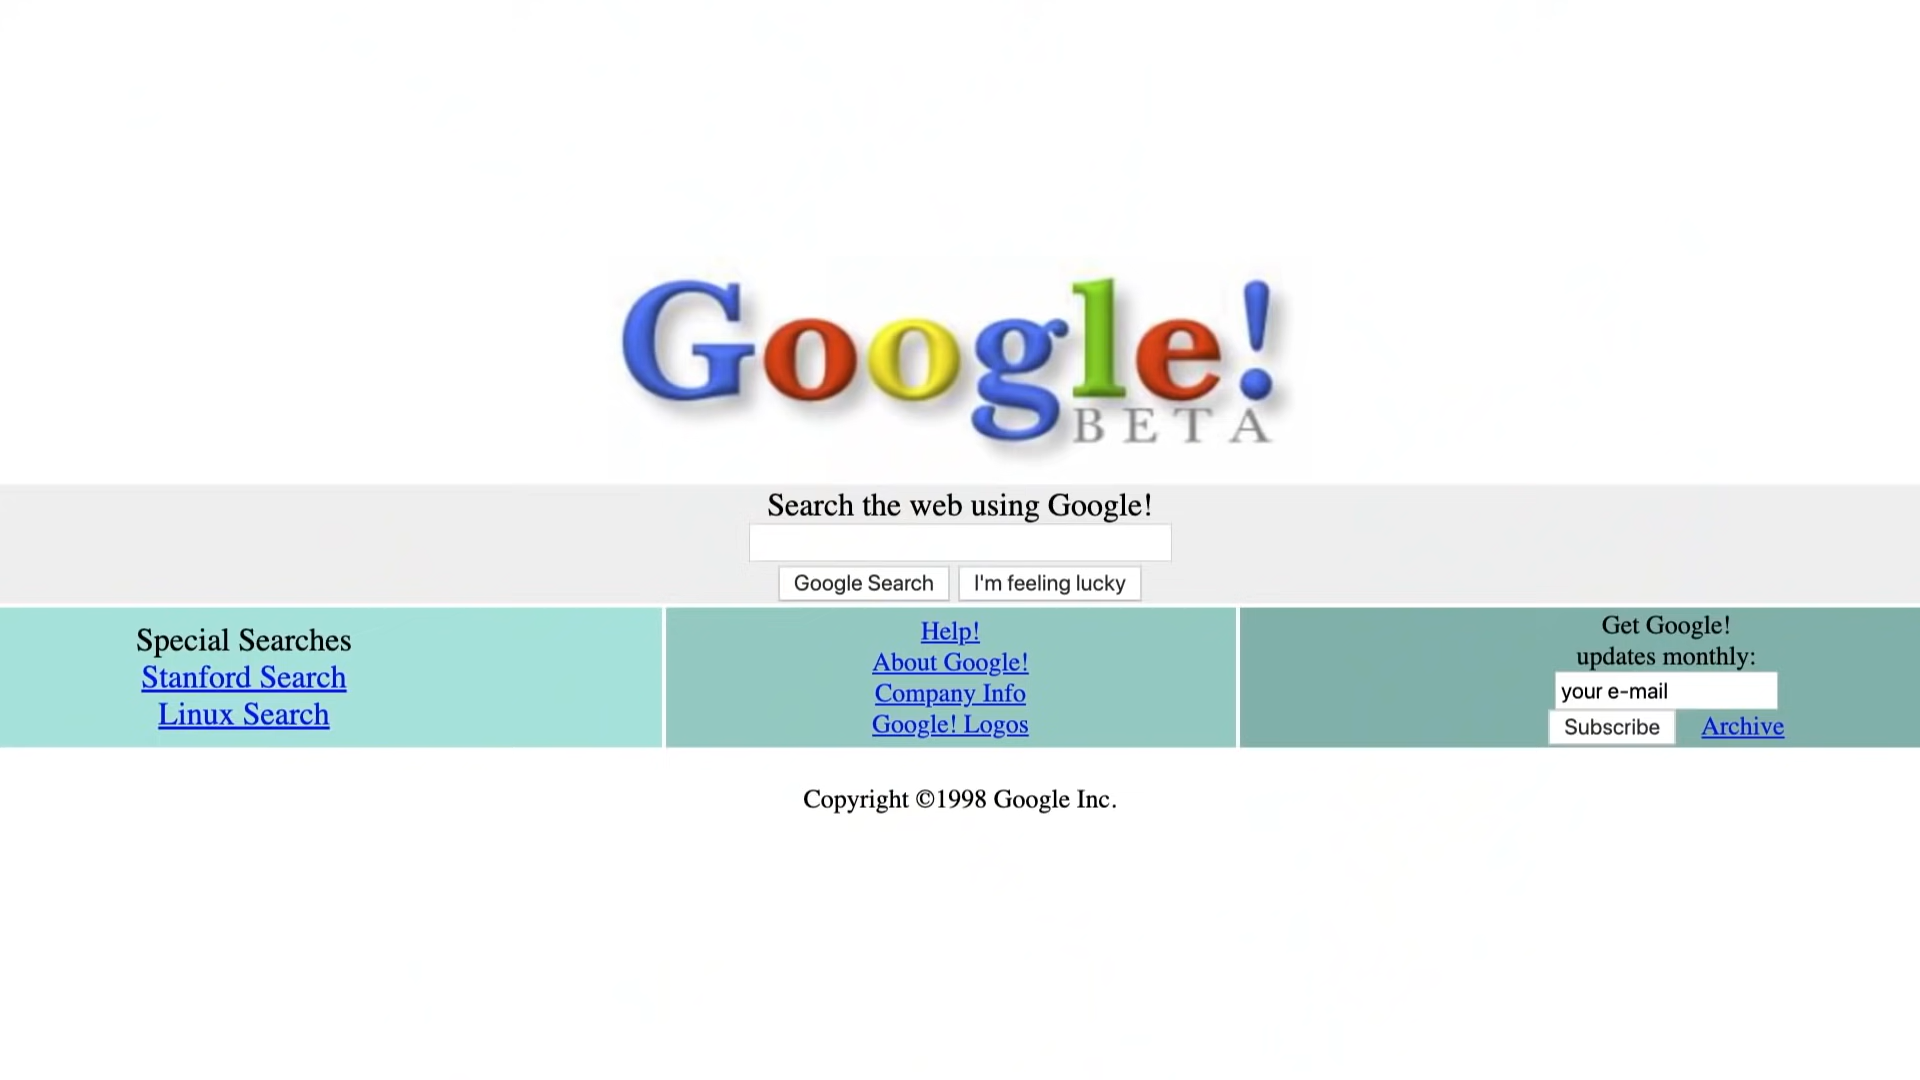 Google!
BETA
Search the web using Google!
Google Search
I'm feeling lucky
Special Searches
Stanford Search
Linux Search
Help!
About Google!
Company Info
Google! Logos
Get Google!
updates monthly:
your e-mail
Subscribe Archive
Copyright ©1998 Google Inc.